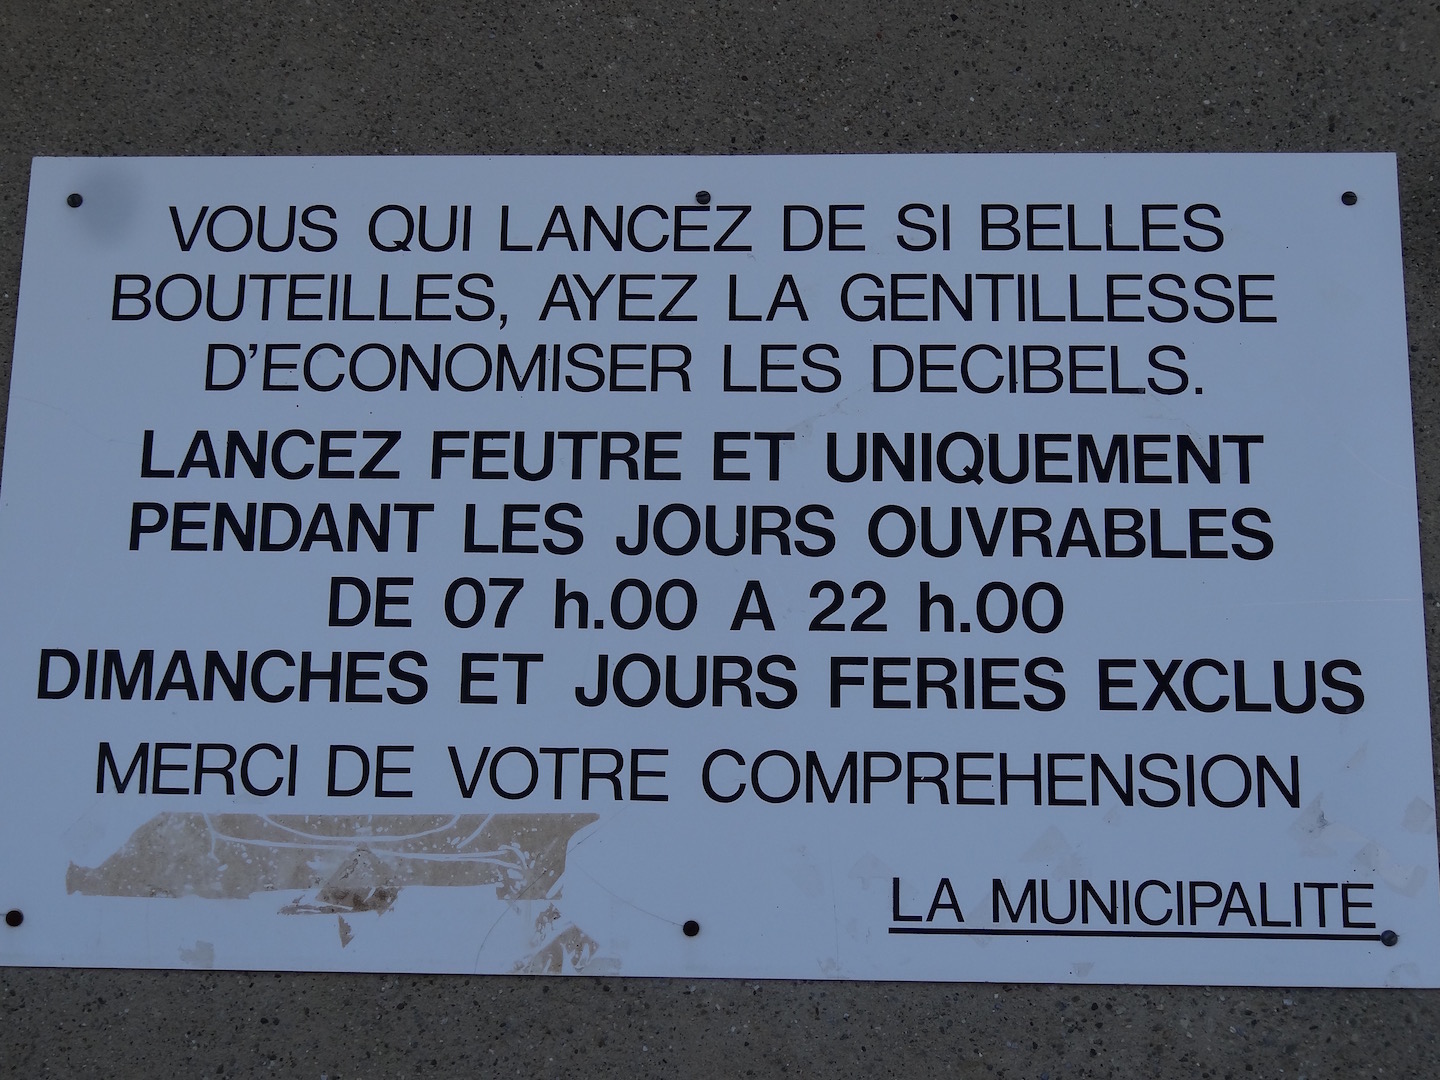 VOUS QUI LANCEZ DE SI BELLES
BOUTEILLES, AYEZ LA GENTILLESSE
D'ECONOMISER LES DECIBELS.
LANCEZ FEUTRE ET UNIQUEMENT
PENDANT LES JOURS OUVRABLES
DE 07 h.00 A 22 h.00
DIMANCHES ET JOURS FERIES EXCLUS
MERCI DE VOTRE COMPREHENSION
LA MUNICIPALITE